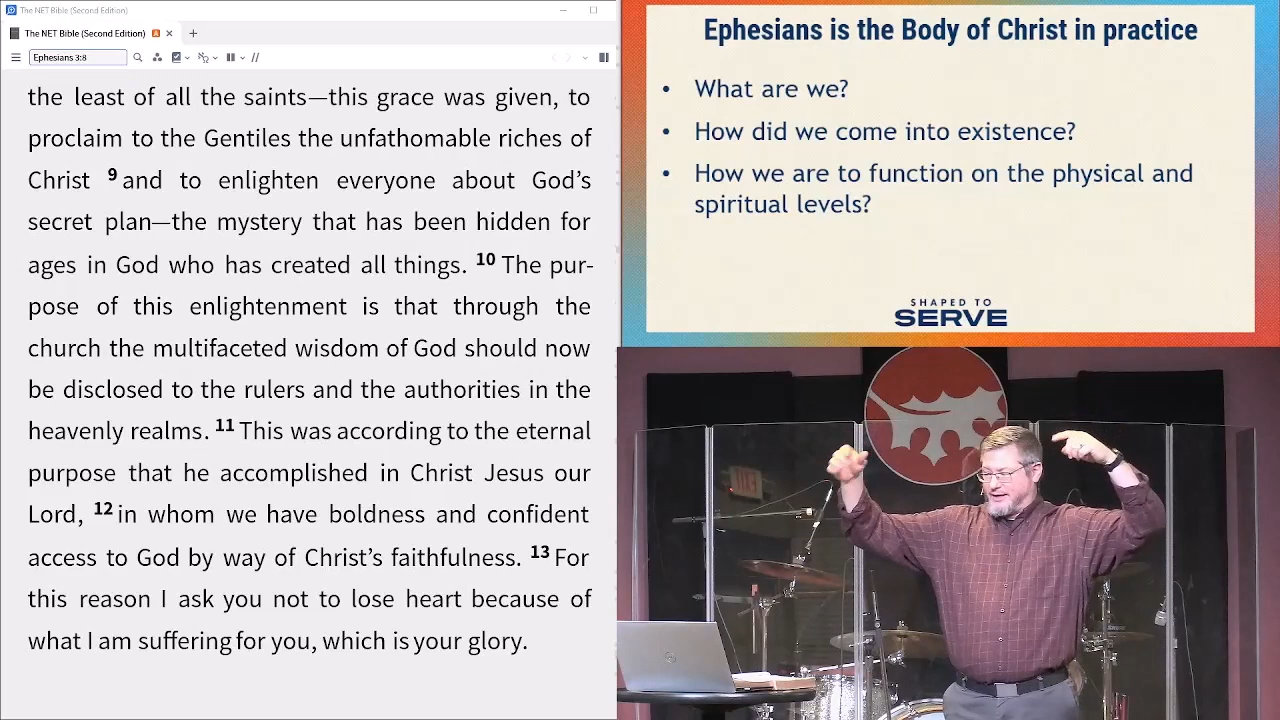 The NET Bible (Second Edition)
The NET Bible (Second Edition) A
Ephesians 3:8
the least of all the saints—this grace was given, to
proclaim to the Gentiles the unfathomable riches of
Christ 9 and to enlighten everyone about God's
secret plan—the mystery that has been hidden for
ages in God who has created all things. 10 The pur-
pose of this enlightenment is that through the
church the multifaceted wisdom of God should now
be disclosed to the rulers and the authorities in the
heavenly realms. 11 This was according to the eternal
purpose that he accomplished in Christ Jesus our
Lord, 12 in whom we have boldness and confident
access to God by way of Christ's faithfulness. 13 For
this reason I ask you not to lose heart because of
what I am suffering for you, which is your glory.
Ephesians is the Body of Christ in practice
• What are we?
• How did we come into existence?
• How we are to function on the physical and
spiritual levels?
SHAPED TO
SERVE
EXIT